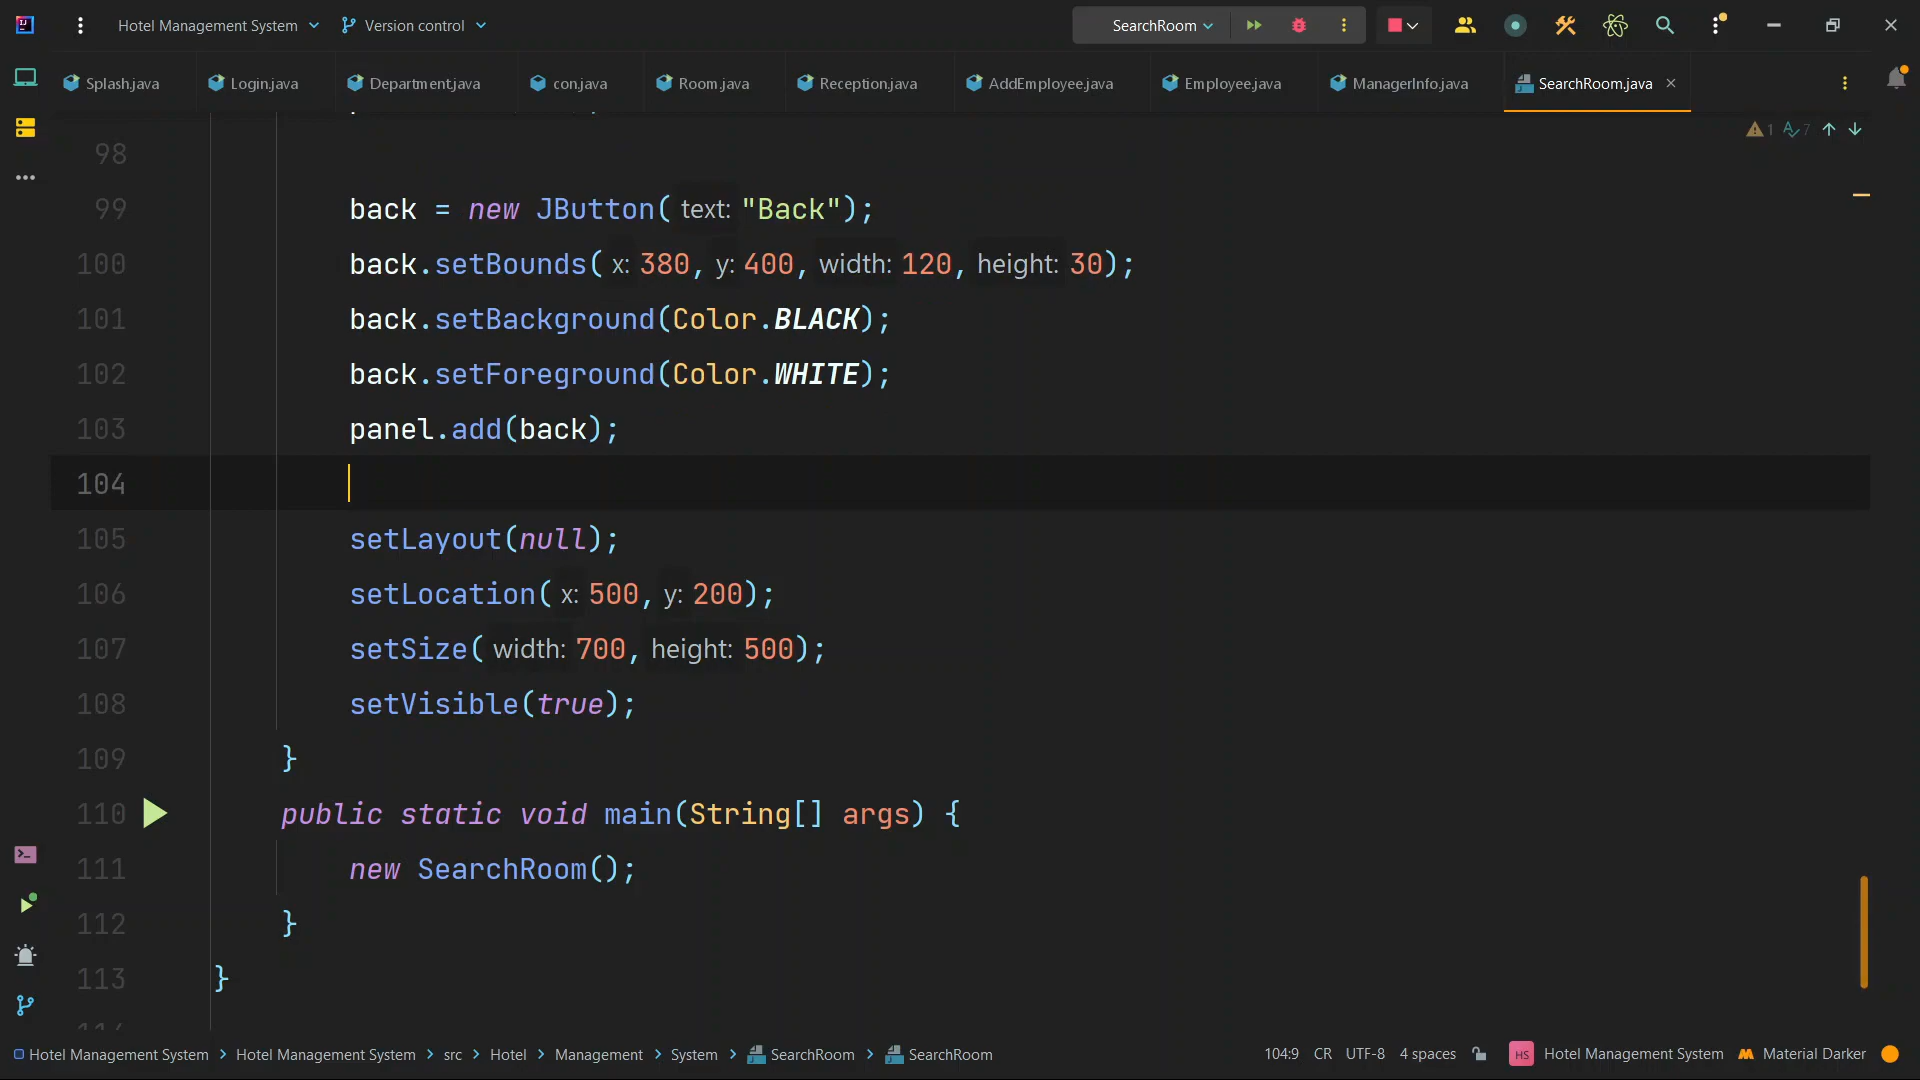 Hotel Management System
Version control
SearchRoom
Splash.java
Login.java
Department.java
con.java
Room.java
Reception.java
AddEmployee.java
Employee.java
ManagerInfo.java
SearchRoom.java
1 7
98
99 back = new JButton( text: "Back");
100 back.setBounds( x: 380, y: 400, width: 120, height: 30);
101 back.setBackground(Color.BLACK);
102 back.setForeground(Color.WHITE);
103 panel.add(back);
104
105 setLayout(null);
106 setLocation( x: 500, y: 200);
107 setSize( width: 700, height: 500);
108 setVisible(true);
109 }
110 public static void main(String[] args) {
111 new SearchRoom();
112 }
113 }
Hotel Management System > Hotel Management System > src > Hotel > Management > System > SearchRoom > SearchRoom
104:9 CR UTF-8 4 spaces HS Hotel Management System Material Darker